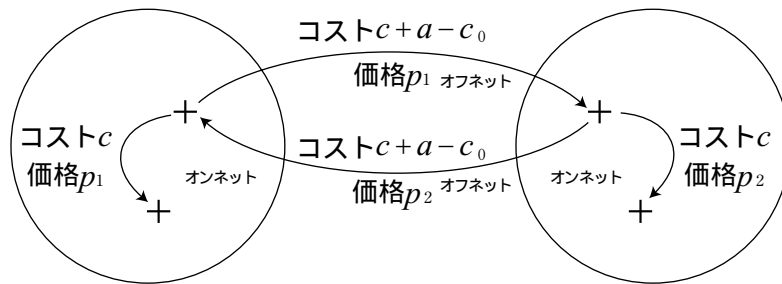 コストc+a−c₀
価格p₁ オフネット
コストc
価格p₁
オンネット
コストc+a−c₀
価格p₂ オフネット
オンネット
コストc
価格p₂